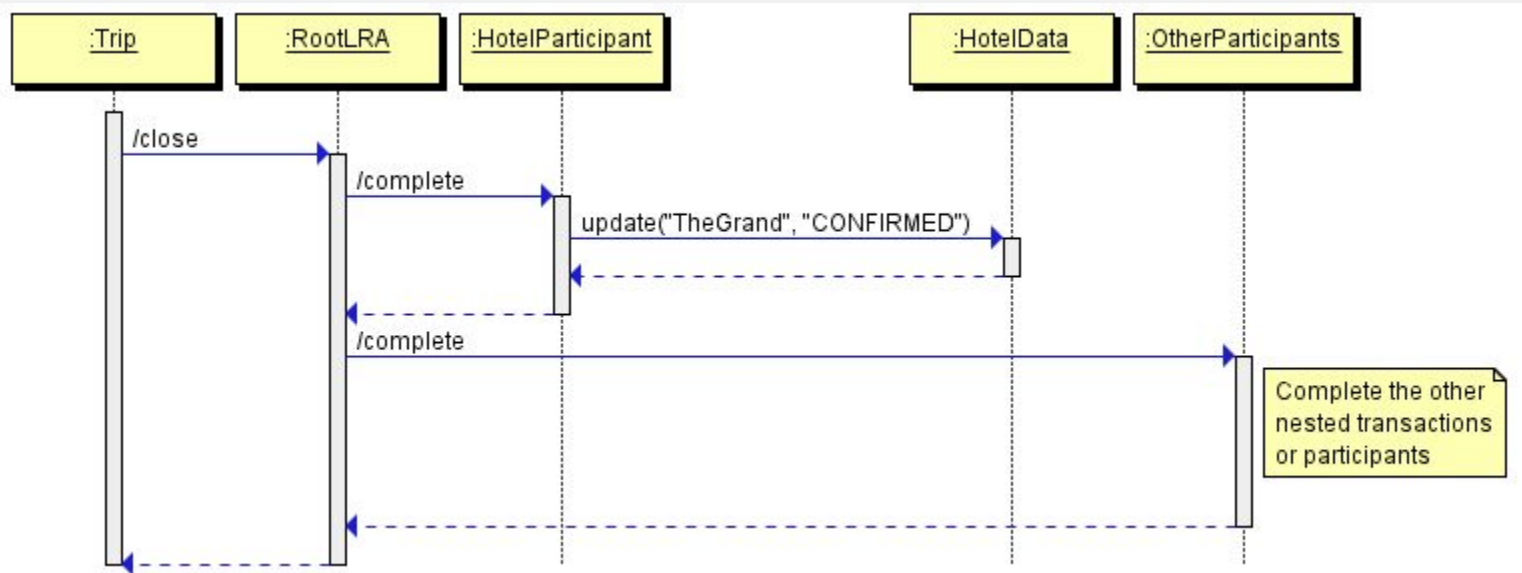 :Trip
:RootLRA
:HotelParticipant
:HotelData
:OtherParticipants
/close
/complete
update("TheGrand", "CONFIRMED")
/complete
Complete the other
nested transactions
or participants